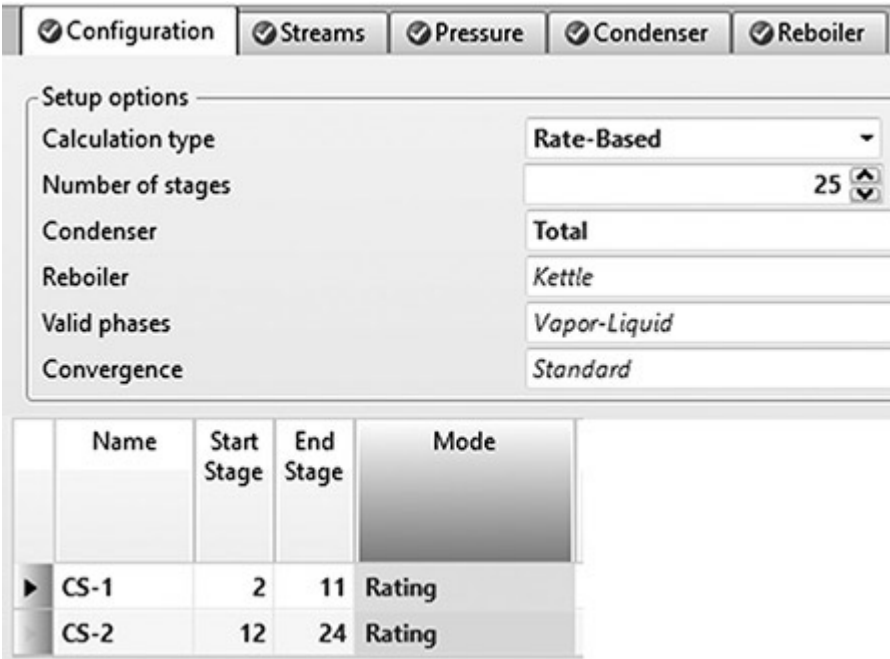 Configuration Streams Pressure Condenser Reboiler
Setup options
Calculation type Rate-Based
Number of stages 25
Condenser Total
Reboiler Kettle
Valid phases Vapor-Liquid
Convergence Standard
Name Start Stage End Stage Mode
CS-1 2 11 Rating
CS-2 12 24 Rating